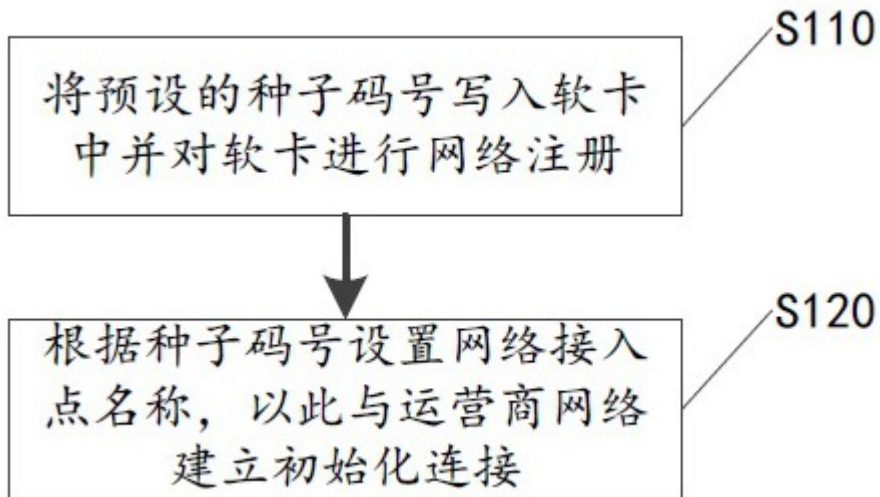 S110
将预设的种子码号写入软卡
中并对软卡进行网络注册
S120
根据种子码号设置网络接入
点名称，以此与运营商网络
建立初始化连接